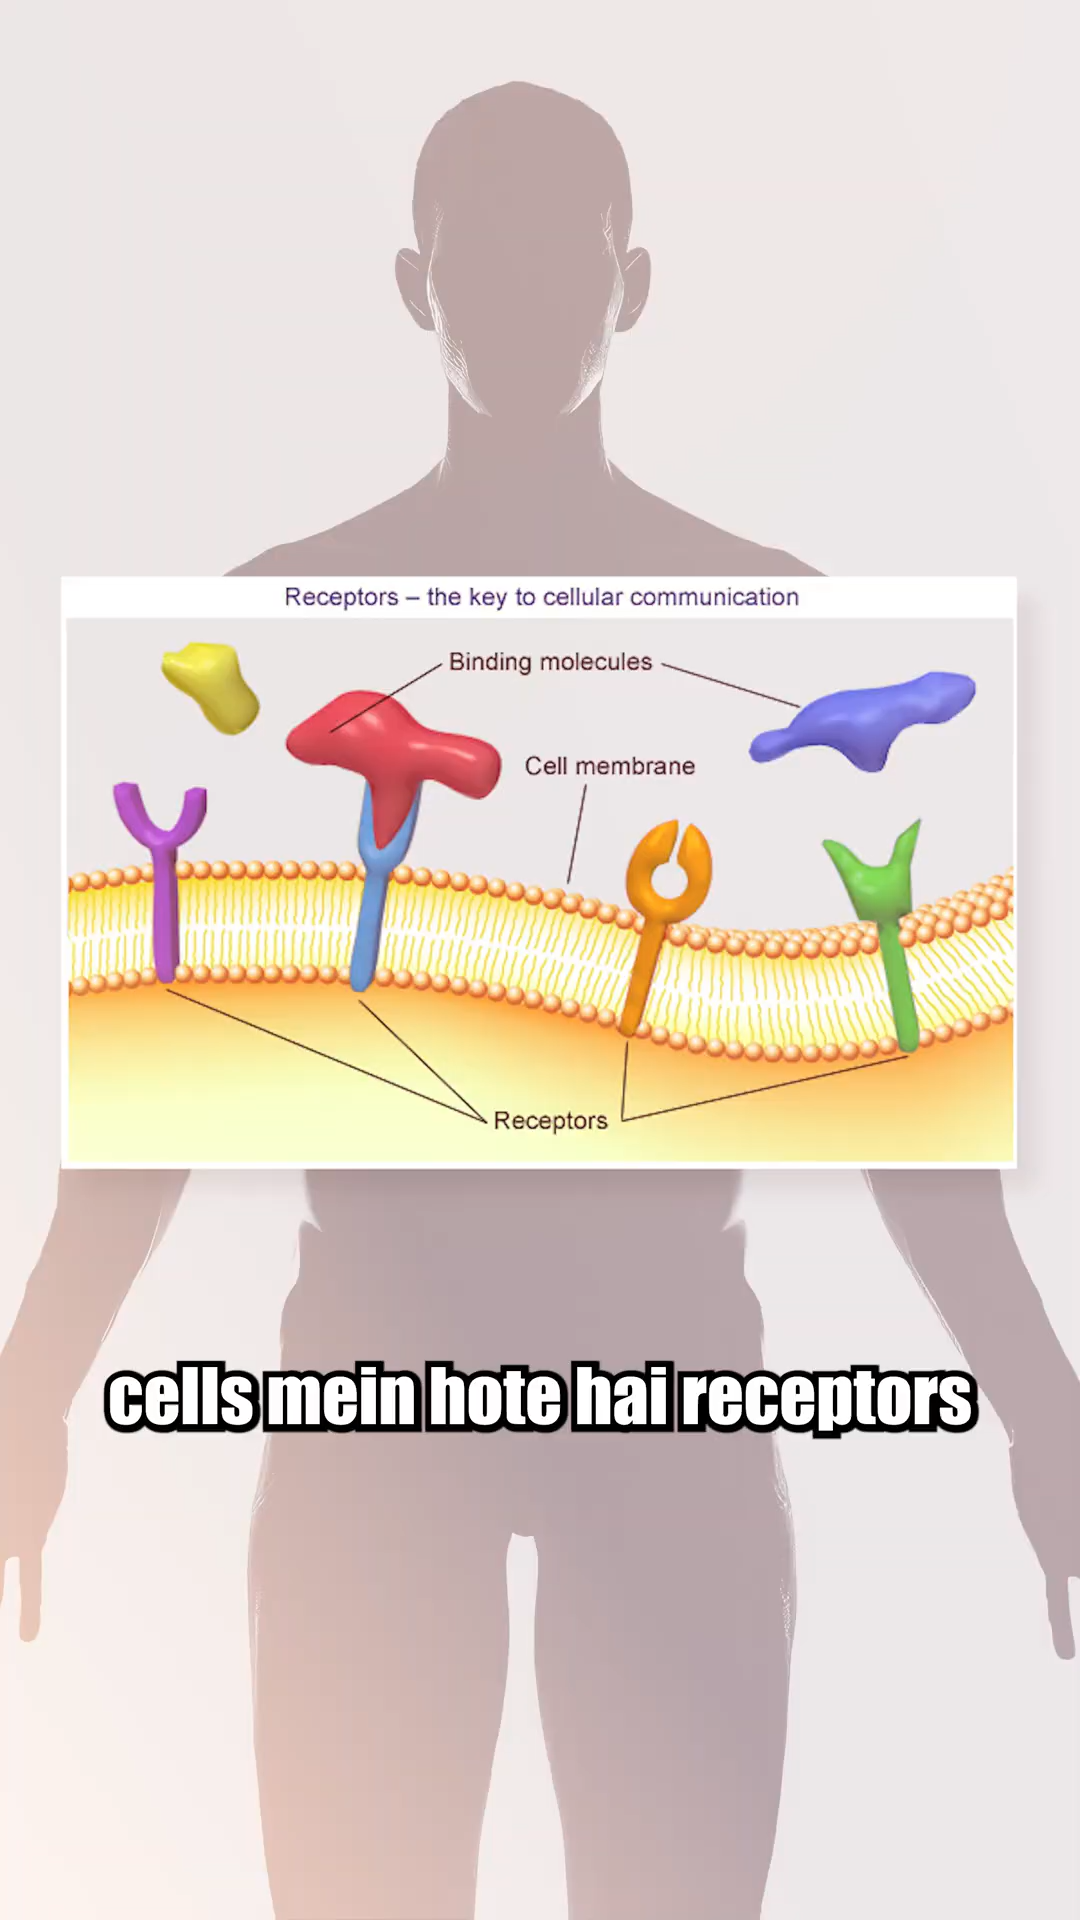 Receptors – the key to cellular communication
Binding molecules
Cell membrane
Receptors
cells mein hote hai receptors